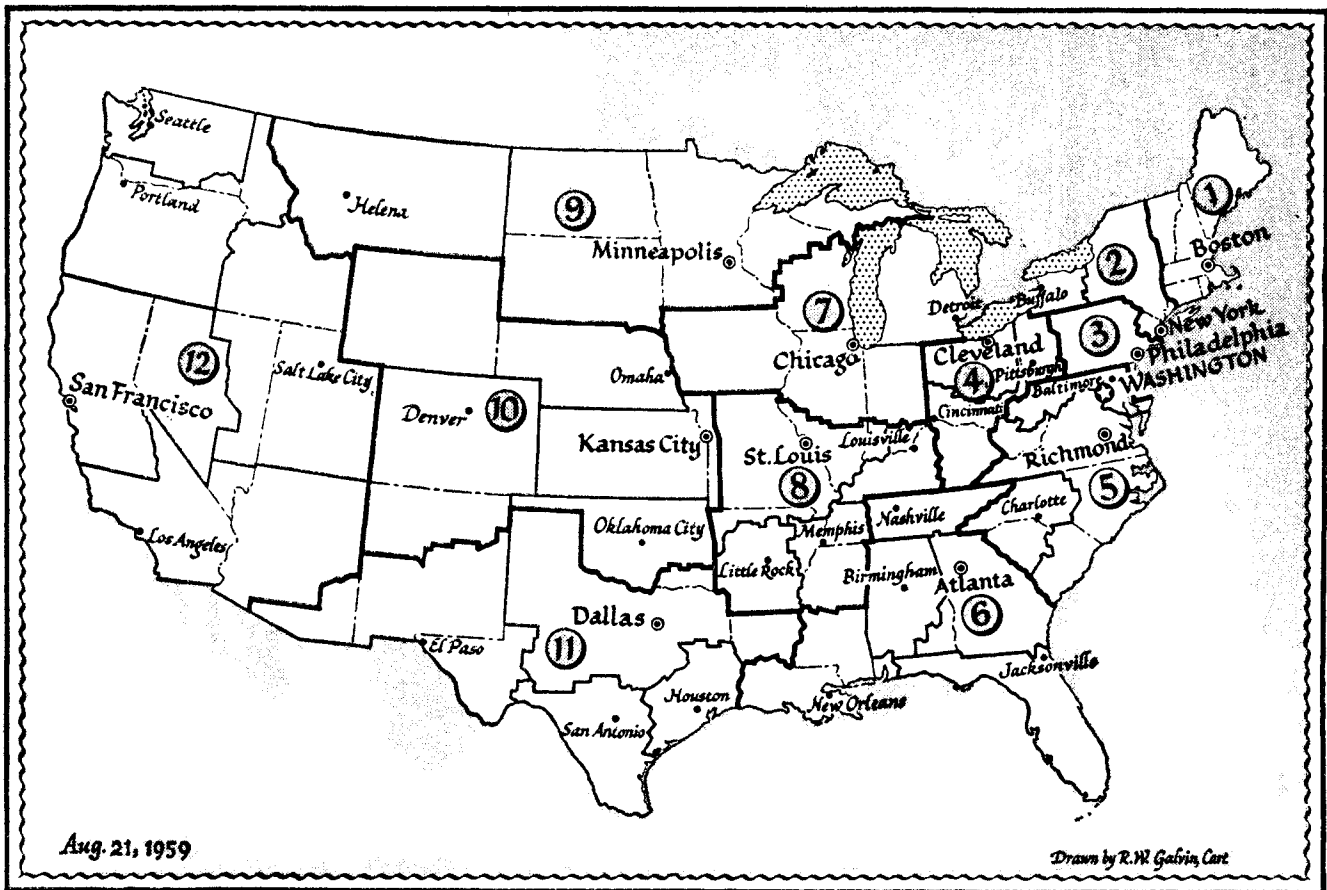 Seattle
Portland
Helena
9
Minneapolis
1
Boston
2
Buffalo
Detroit
7
Chicago
3
New York
Philadelphia
Cleveland
Pittsburgh
4
WASHINGTON
Baltimore
Cincinnati
12
Salt Lake City
San Francisco
Omaha
Denver
10
Kansas City
St. Louis
Louisville
8
Richmond
5
Charlotte
Nashville
Memphis
Oklahoma City
Los Angeles
Little Rock
Birmingham
Atlanta
6
Dallas
11
El Paso
Houston
San Antonio
New Orleans
Jacksonville
Aug. 21, 1959
Drawn by R.W. Galvin, Cart